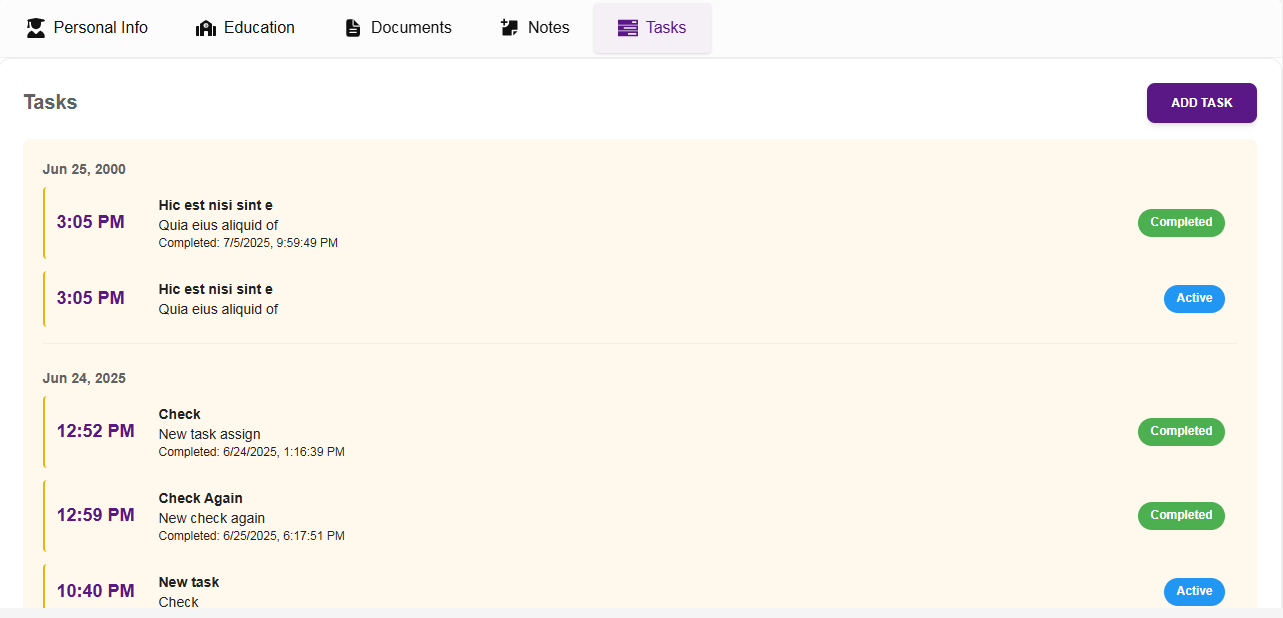 Personal Info Education Documents Notes Tasks
Tasks
ADD TASK
Jun 25, 2000
3:05 PM
Hic est nisi sint e
Quia eius aliquid of
Completed: 7/5/2025, 9:59:49 PM
Completed
3:05 PM
Hic est nisi sint e
Quia eius aliquid of
Active
Jun 24, 2025
12:52 PM
Check
New task assign
Completed: 6/24/2025, 1:16:39 PM
Completed
12:59 PM
Check Again
New check again
Completed: 6/25/2025, 6:17:51 PM
Completed
10:40 PM
New task
Check
Active